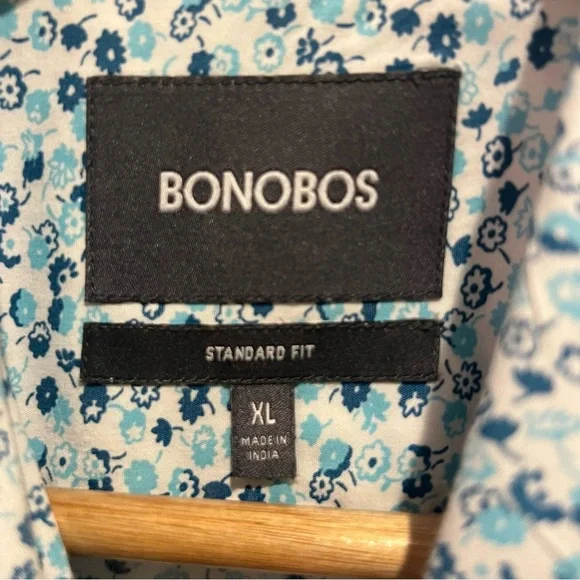 BONOBOS
STANDARD FIT
XL
MADE IN
INDIA